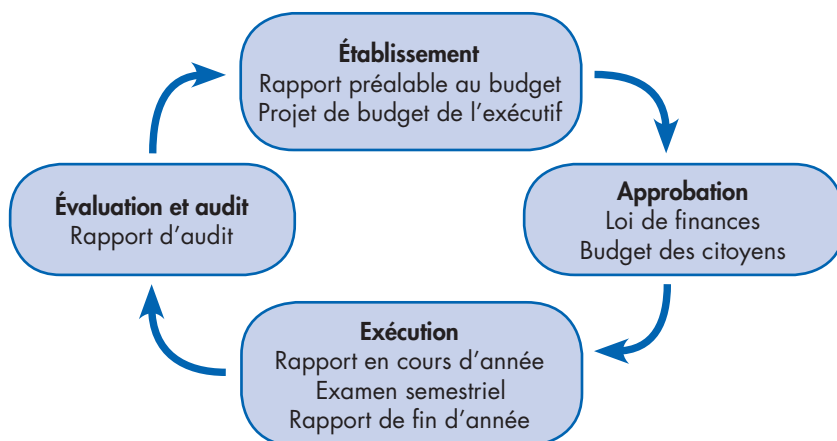 Établissement
Rapport préalable au budget
Projet de budget de l’exécutif
Approbation
Loi de finances
Budget des citoyens
Exécution
Rapport en cours d’année
Examen semestriel
Rapport de fin d’année
Évaluation et audit
Rapport d’audit